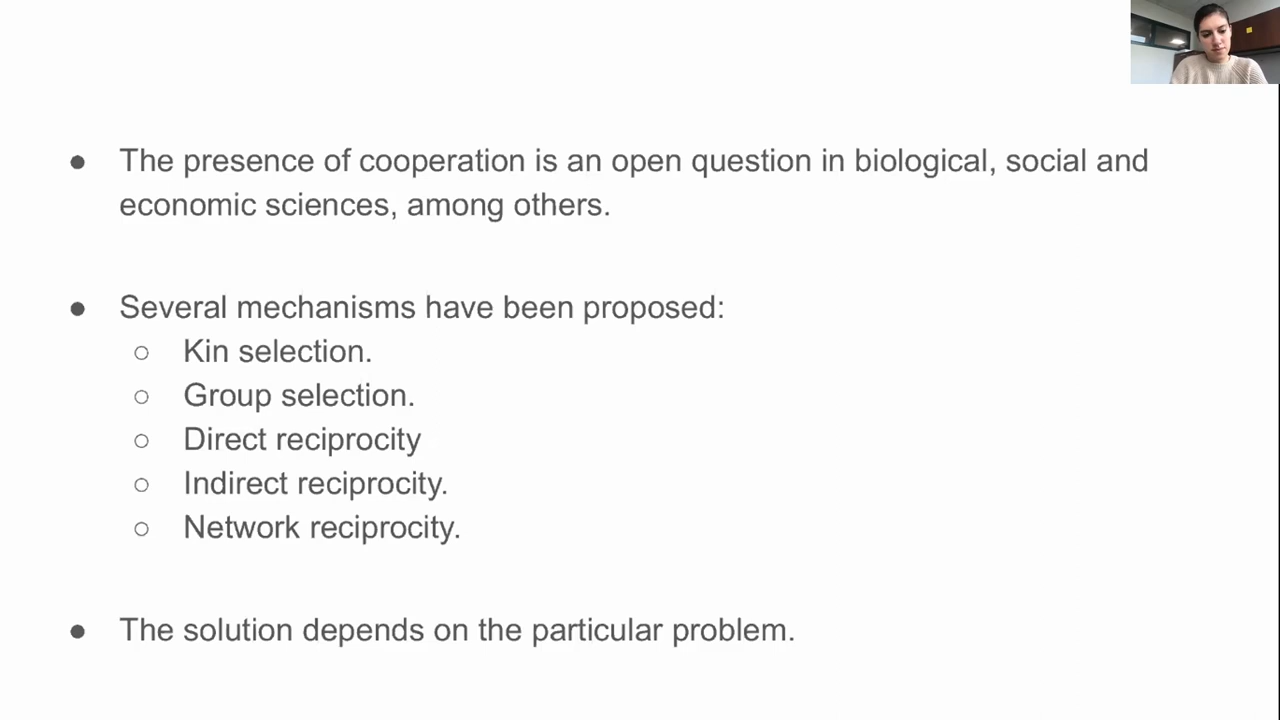 ● The presence of cooperation is an open question in biological, social and
economic sciences, among others.
● Several mechanisms have been proposed:
○ Kin selection.
○ Group selection.
○ Direct reciprocity
○ Indirect reciprocity.
○ Network reciprocity.
● The solution depends on the particular problem.